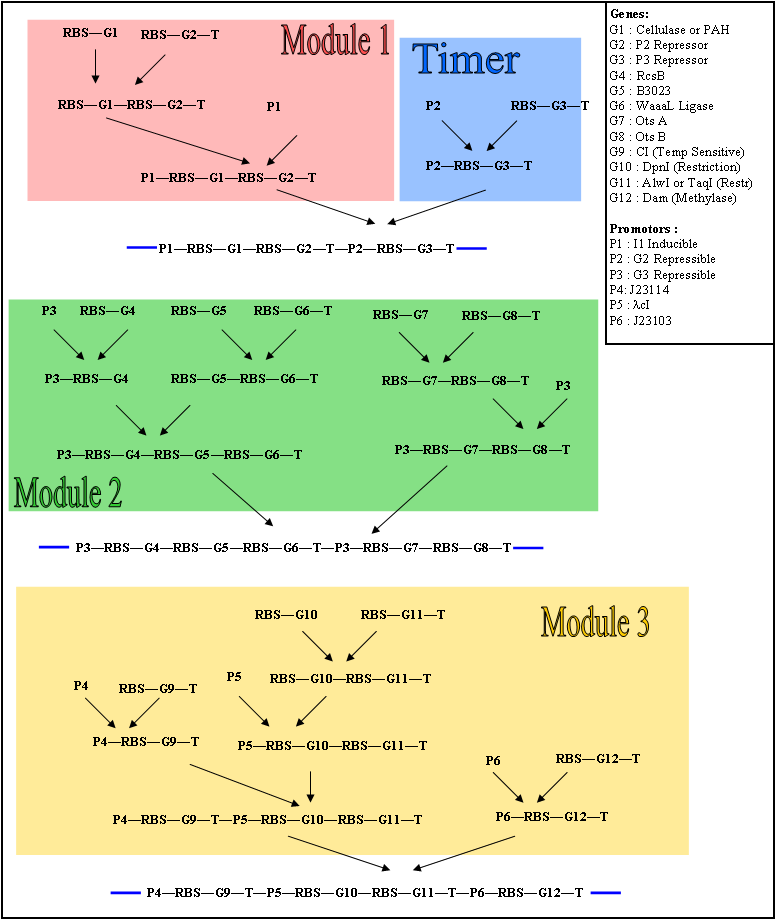 Module 1
RBS—G1 RBS—G2—T
RBS—G1—RBS—G2—T P1
P1—RBS—G1—RBS—G2—T
Timer
P2 RBS—G3—T
P2—RBS—G3—T
P1—RBS—G1—RBS—G2—T—P2—RBS—G3—T
Genes:
G1 : Cellulase or PAH
G2 : P2 Repressor
G3 : P3 Repressor
G4 : RcsB
G5 : B3023
G6 : WaaaL Ligase
G7 : Ots A
G8 : Ots B
G9 : CI (Temp Sensitive)
G10 : DpnI (Restriction)
G11 : AlwI or TaqI (Restr)
G12 : Dam (Methylase)
Promotors :
P1 : I1 Inducible
P2 : G2 Repressible
P3 : G3 Repressible
P4: J23114
P5 : λcI
P6 : J23103
P3 RBS—G4 RBS—G5 RBS—G6—T RBS—G7 RBS—G8—T
P3—RBS—G4 RBS—G5—RBS—G6—T RBS—G7—RBS—G8—T P3
P3—RBS—G4—RBS—G5—RBS—G6—T P3—RBS—G7—RBS—G8—T
Module 2
P3—RBS—G4—RBS—G5—RBS—G6—T—P3—RBS—G7—RBS—G8—T
Module 3
RBS—G10 RBS—G11—T
P4 RBS—G9—T P5 RBS—G10—RBS—G11—T
P4—RBS—G9—T P5—RBS—G10—RBS—G11—T
P6 RBS—G12—T
P4—RBS—G9—T—P5—RBS—G10—RBS—G11—T P6—RBS—G12—T
P4—RBS—G9—T—P5—RBS—G10—RBS—G11—T—P6—RBS—G12—T